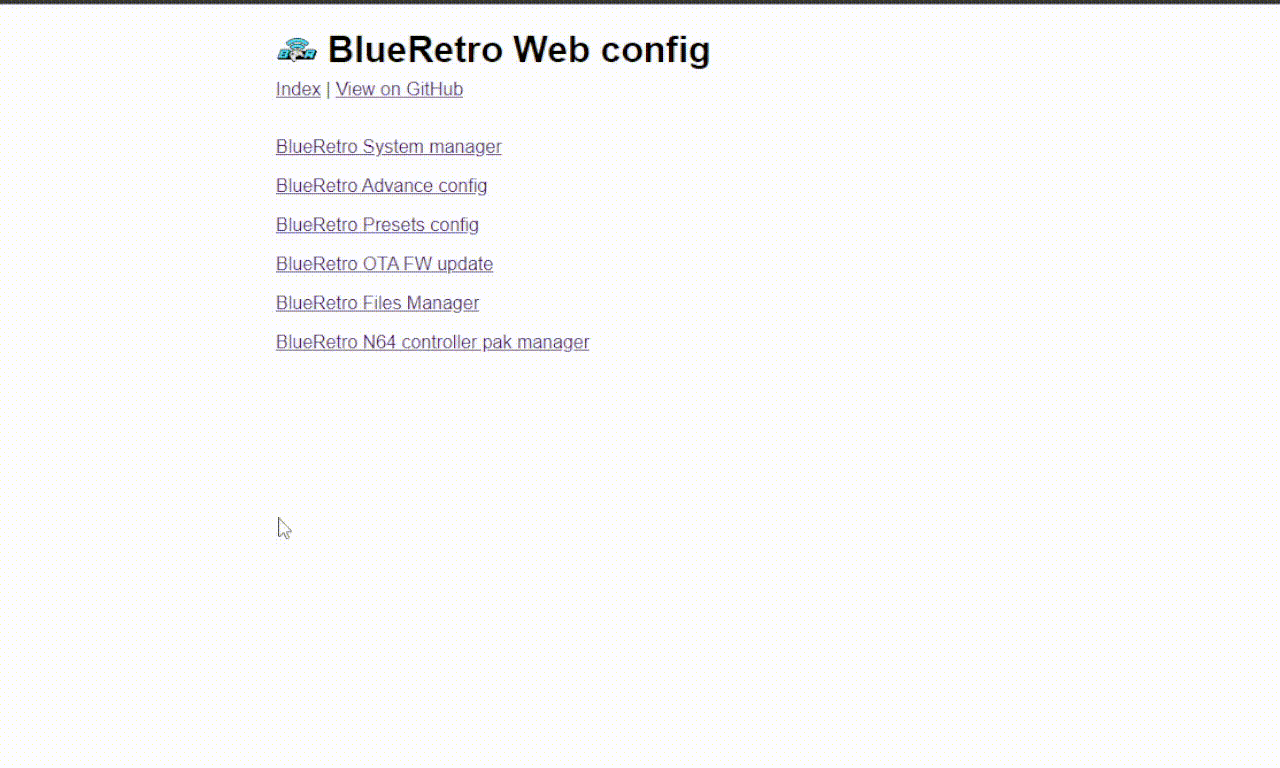 BlueRetro Web config
Index | View on GitHub
BlueRetro System manager
BlueRetro Advance config
BlueRetro Presets config
BlueRetro OTA FW update
BlueRetro Files Manager
BlueRetro N64 controller pak manager